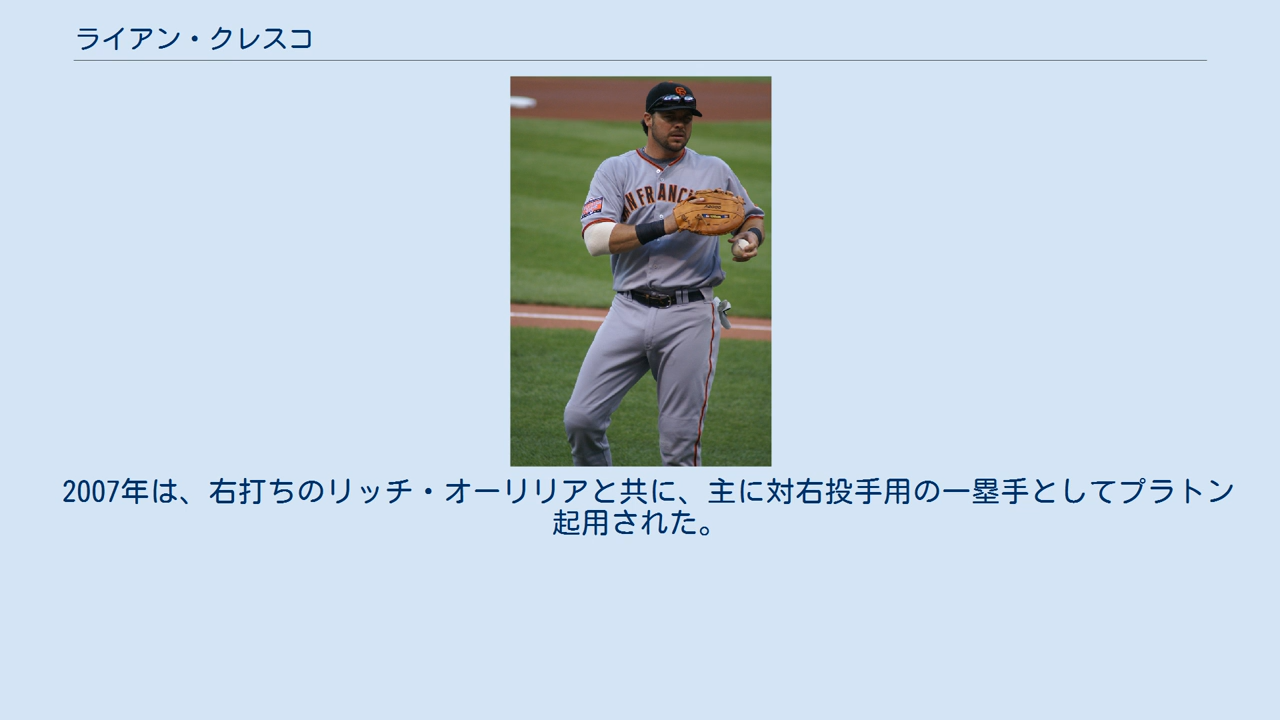 ライアン・クレスコ
AN FRANCI
2007年は、右打ちのリッチ・オーリリアと共に、主に対右投手用の一塁手としてプラトン
起用された。